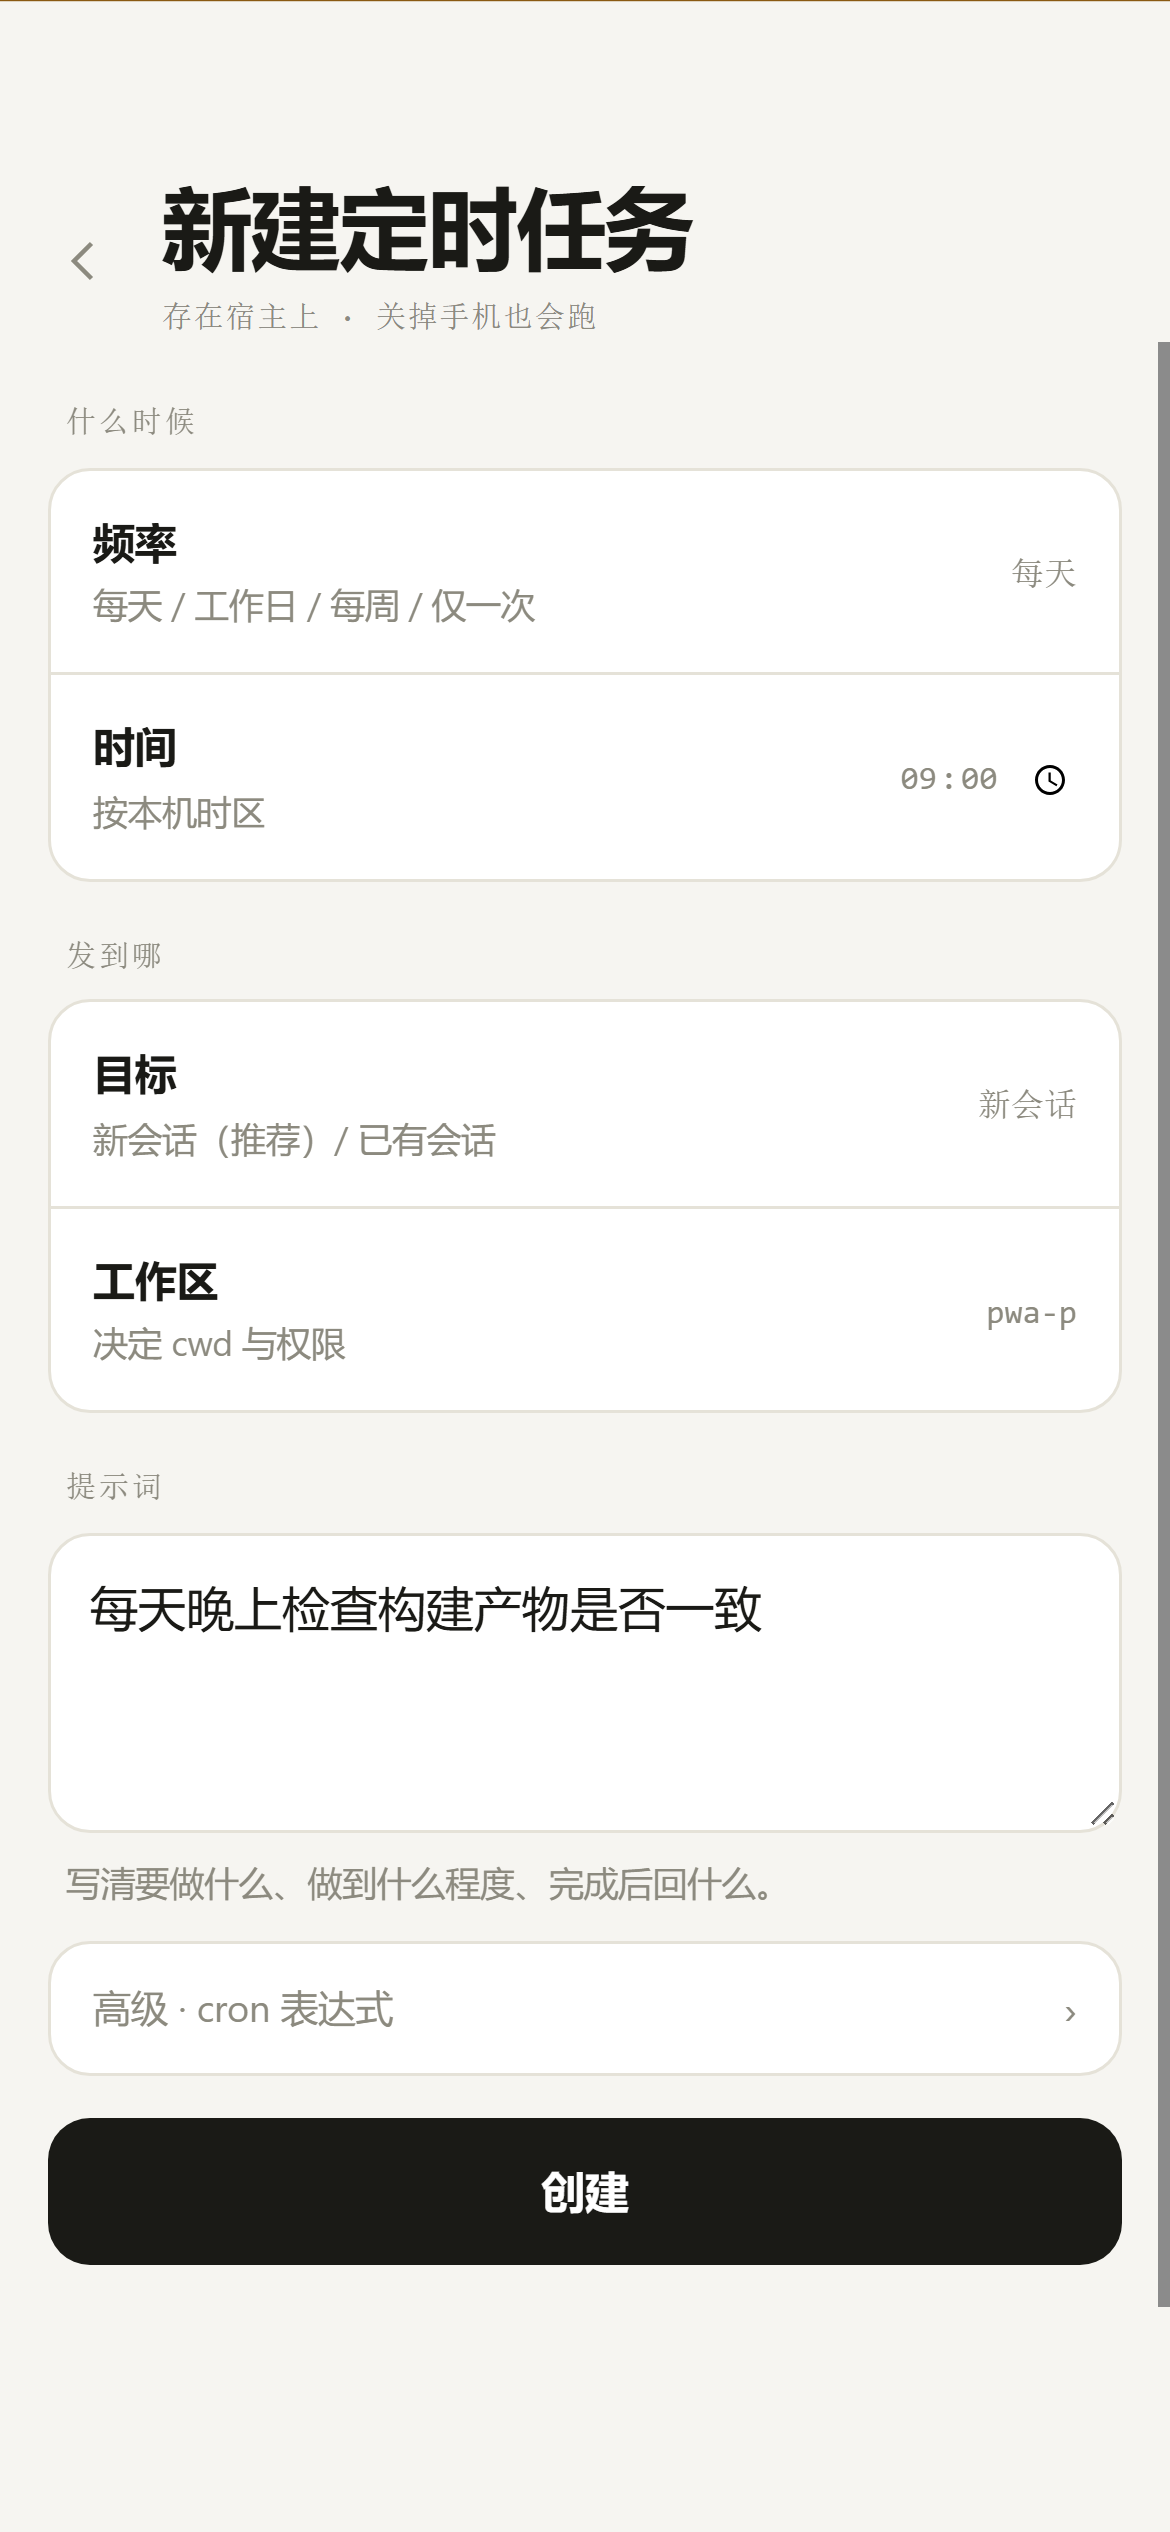 新建定时任务
存在宿主上 · 关掉手机也会跑
什么时候
频率
每天 / 工作日 / 每周 / 仅一次
每天
时间
按本机时区
09:00
发到哪
目标
新会话（推荐）/ 已有会话
新会话
工作区
决定 cwd 与权限
pwa-p
提示词
每天晚上检查构建产物是否一致
写清要做什么、做到什么程度、完成后回什么。
高级 · cron 表达式
创建